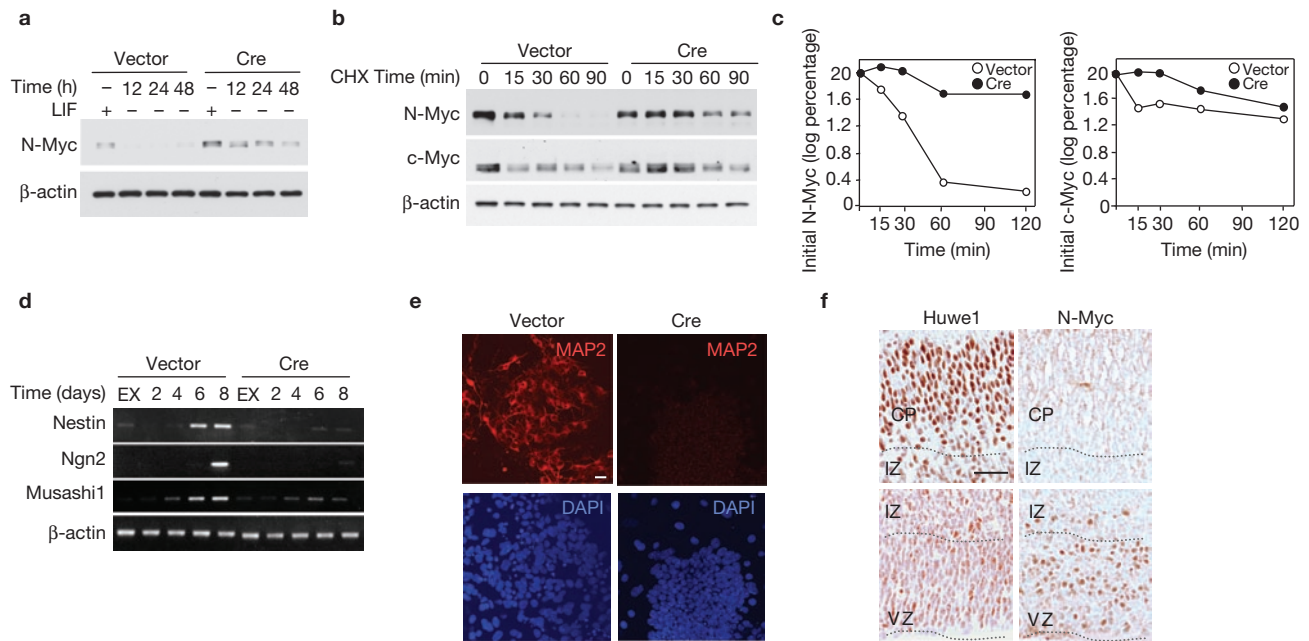 a
Vector Cre
Time (h) – 12 24 48 – 12 24 48
LIF + – – – + – – –
N-Myc
β-actin
b
Vector Cre
CHX Time (min) 0 15 30 60 90 0 15 30 60 90
N-Myc
c-Myc
β-actin
c
Initial N-Myc (log percentage)
20
1.6
1.2
0.8
0.4
0
Vector
Cre
15 30 60 90 120
Time (min)
Initial c-Myc (log percentage)
20
1.6
1.2
0.8
0.4
0
Vector
Cre
15 30 60 90 120
Time (min)
d
Vector Cre
Time (days) EX 2 4 6 8 EX 2 4 6 8
Nestin
Ngn2
Musashi1
β-actin
e
Vector Cre
MAP2 MAP2
DAPI DAPI
f
Huwe1 N-Myc
CP CP
IZ IZ
IZ IZ
VZ VZ